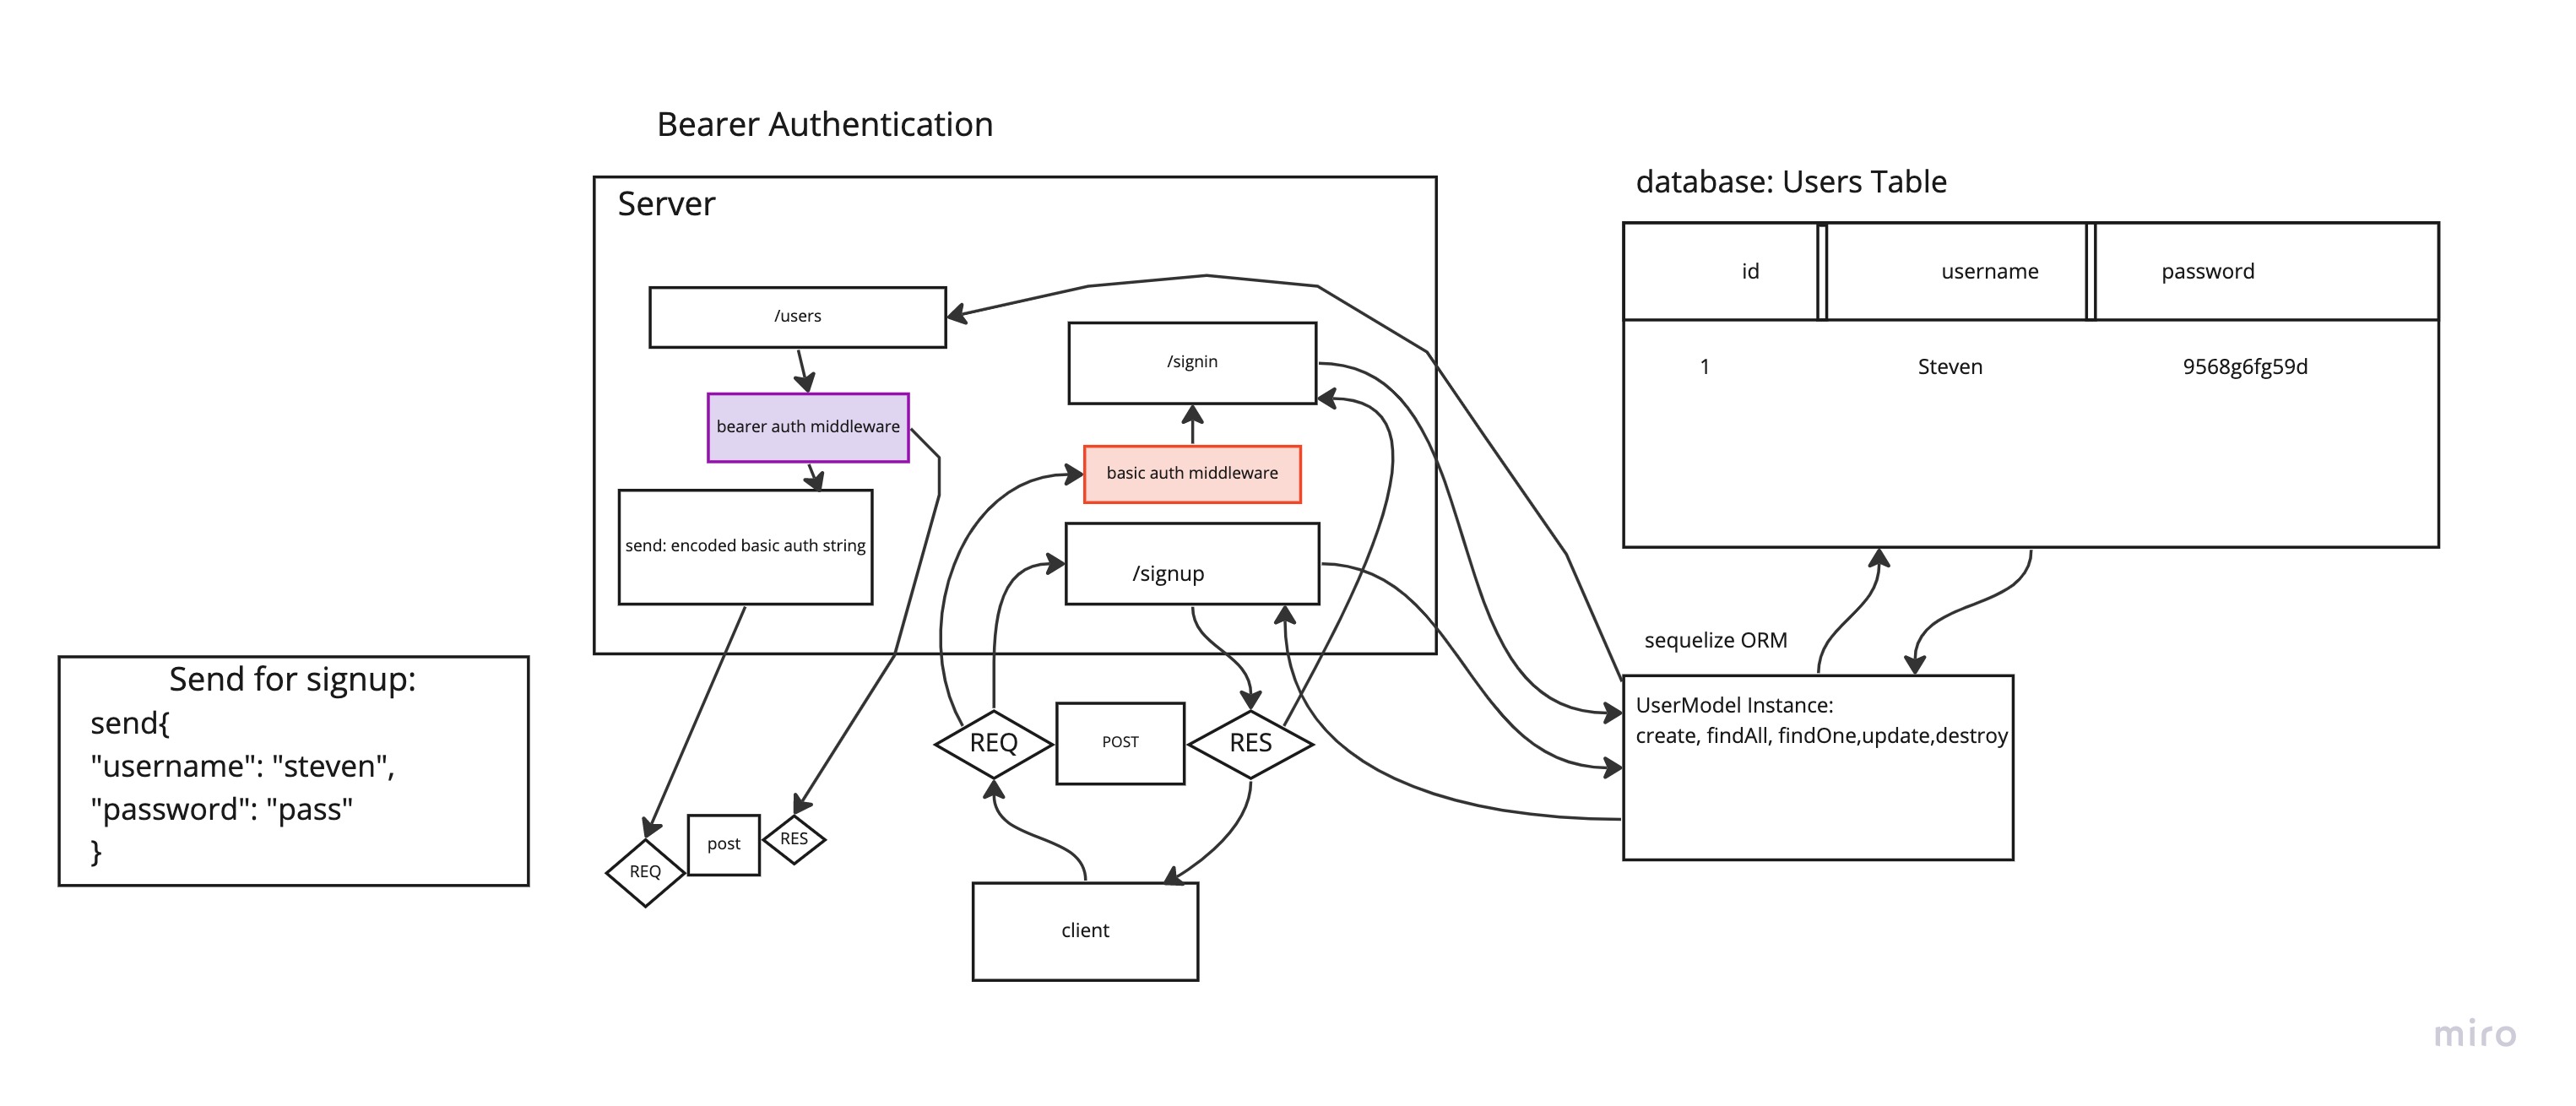 Bearer Authentication
database: Users Table
Server
id
username
password
/users
/signin
1
Steven
9568g6fg59d
bearer auth middleware
basic auth middleware
send: encoded basic auth string
/signup
sequelize ORM
Send for signup:
send{
"username": "steven",
"password": "pass"
}
UserModel Instance:
create, findAll, findOne,update,destroy
REQ
POST
RES
REQ
post
RES
client
miro